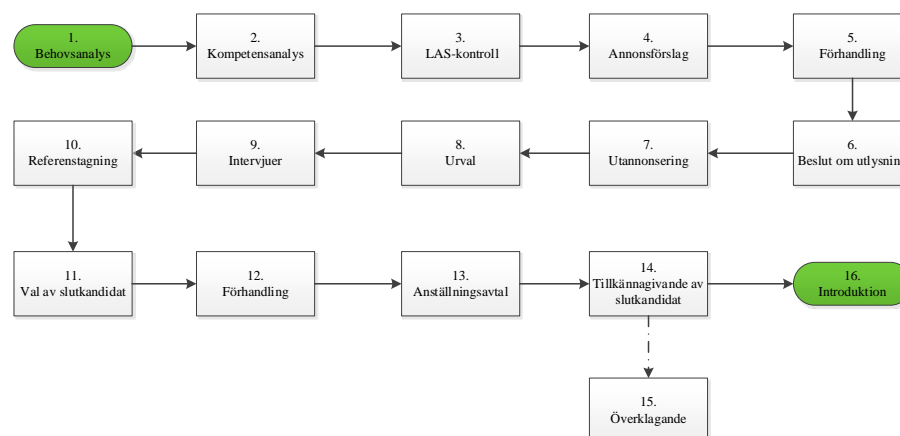 1.
Behovsanalys
2.
Kompetensanalys
3.
LAS-kontroll
4.
Annonsförslag
5.
Förhandling
6.
Beslut om utlysnin
7.
Utannonsering
8.
Urval
9.
Intervjuer
10.
Referenstagning
11.
Val av slutkandidat
12.
Förhandling
13.
Anställningsavtal
14.
Tillkännagivande av
slutkandidat
15.
Överklagande
16.
Introduktion